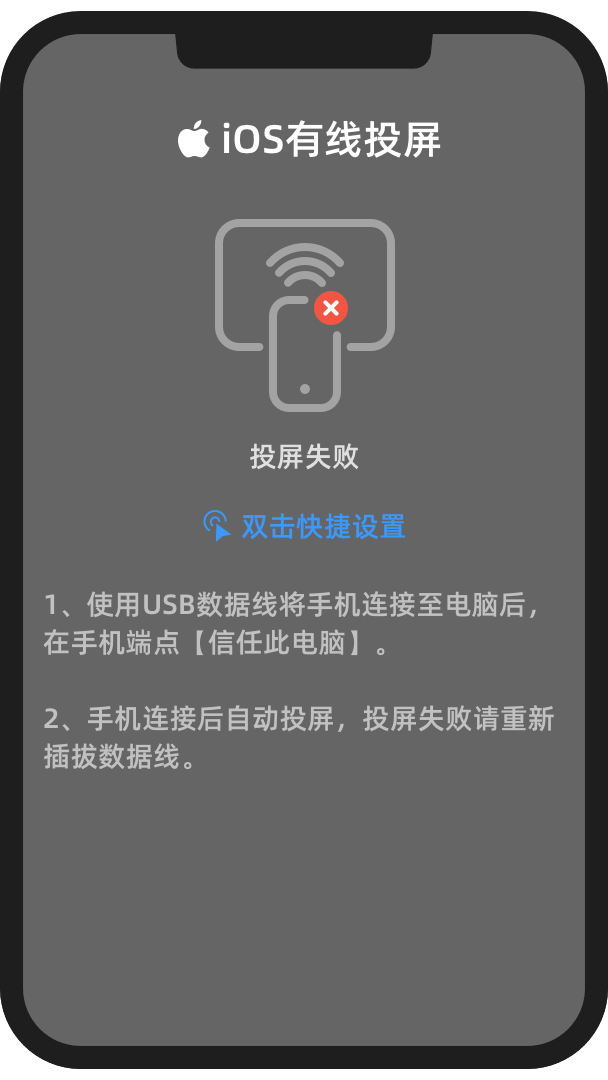 iOS有线投屏
投屏失败
双击快捷设置
1、使用USB数据线将手机连接至电脑后，
在手机端点【信任此电脑】。
2、手机连接后自动投屏，投屏失败请重新
插拔数据线。